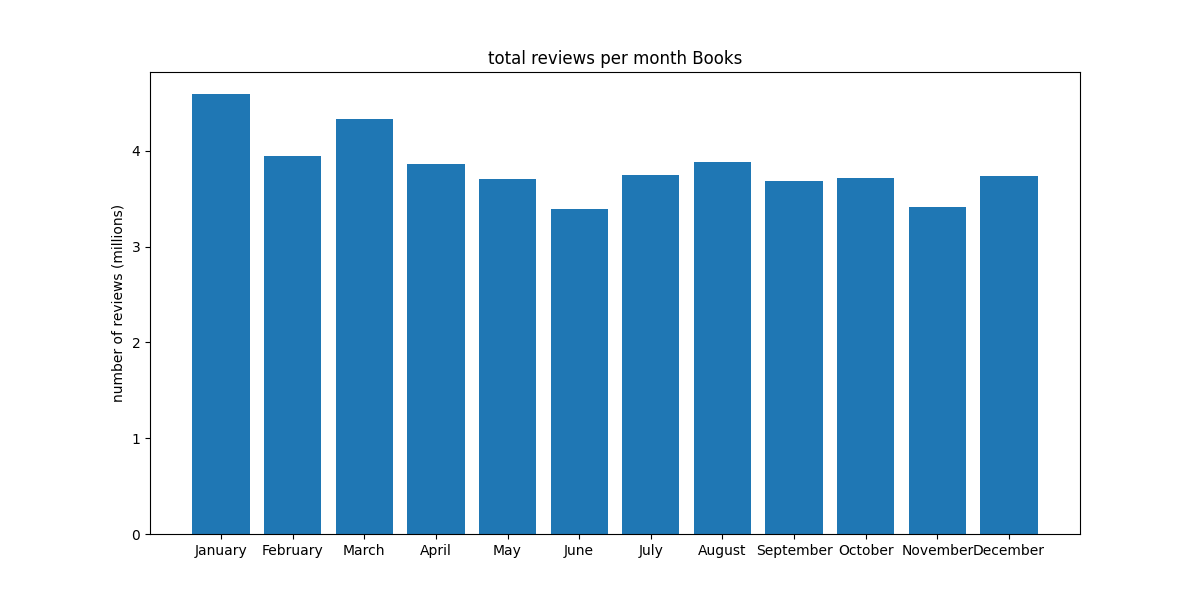 total reviews per month Books
number of reviews (millions)
4
3
2
1
0
January February March April May June July August September October November December